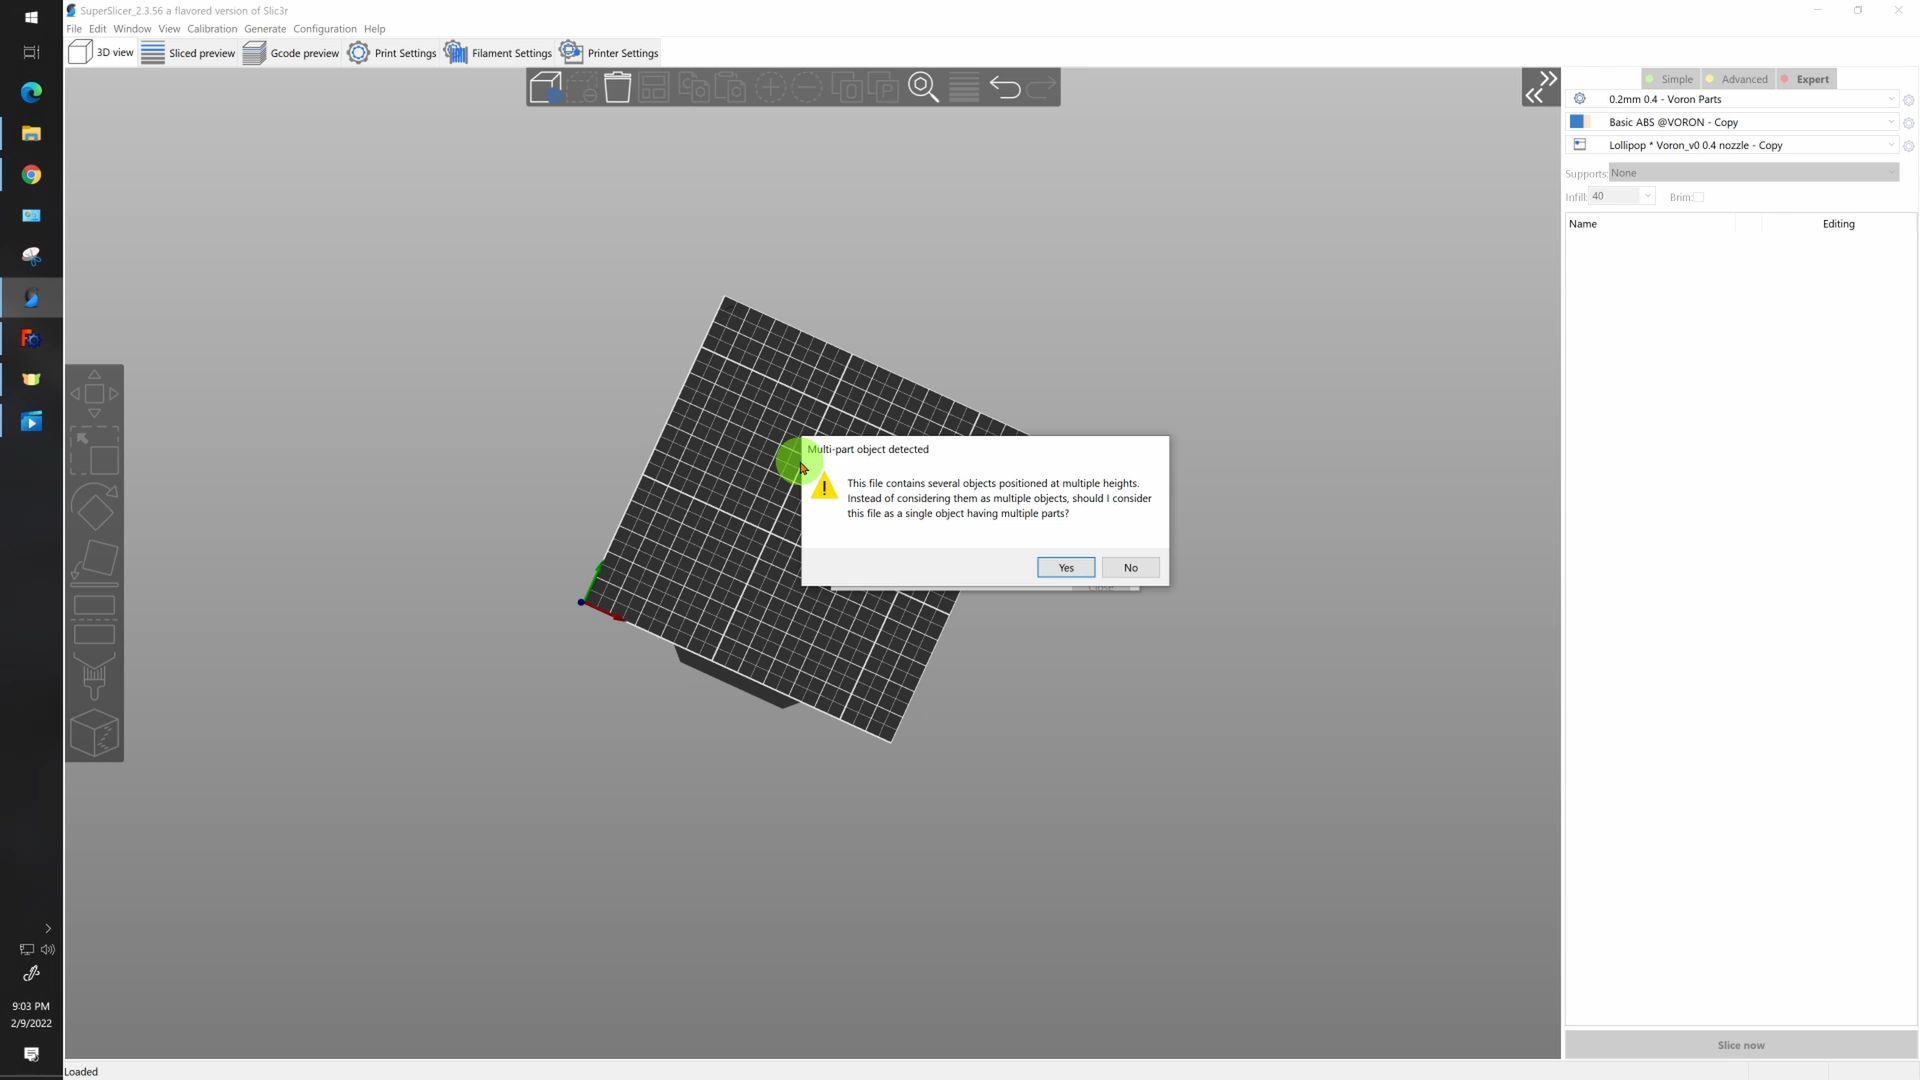 SuperSlicer_2.3.56 a flavored version of Slic3r
File Edit Window View Calibration Generate Configuration Help
3D view Sliced preview Gcode preview Print Settings Filament Settings Printer Settings
Simple Advanced Expert
0.2mm 0.4 - Voron Parts
Basic ABS @VORON - Copy
Lollipop * Voron_v0 0.4 nozzle - Copy
Supports: None
Infill: 40 Brim:
Name Editing
Multi-part object detected
This file contains several objects positioned at multiple heights.
Instead of considering them as multiple objects, should I consider
this file as a single object having multiple parts?
Yes No
Close
9:03 PM
2/9/2022
Slice now
Loaded